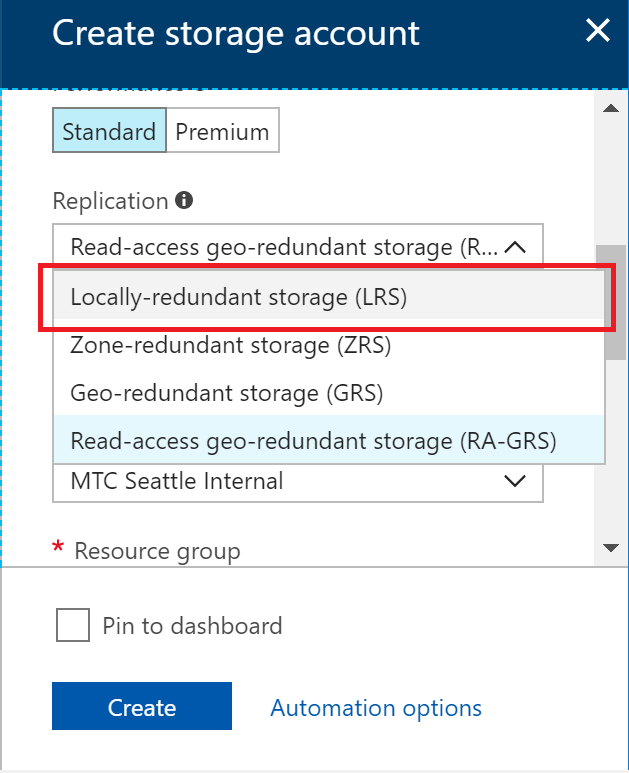 Create storage account
Standard
Premium
Replication
Read-access geo-redundant storage (R...
Locally-redundant storage (LRS)
Zone-redundant storage (ZRS)
Geo-redundant storage (GRS)
Read-access geo-redundant storage (RA-GRS)
MTC Seattle Internal
* Resource group
Pin to dashboard
Create
Automation options